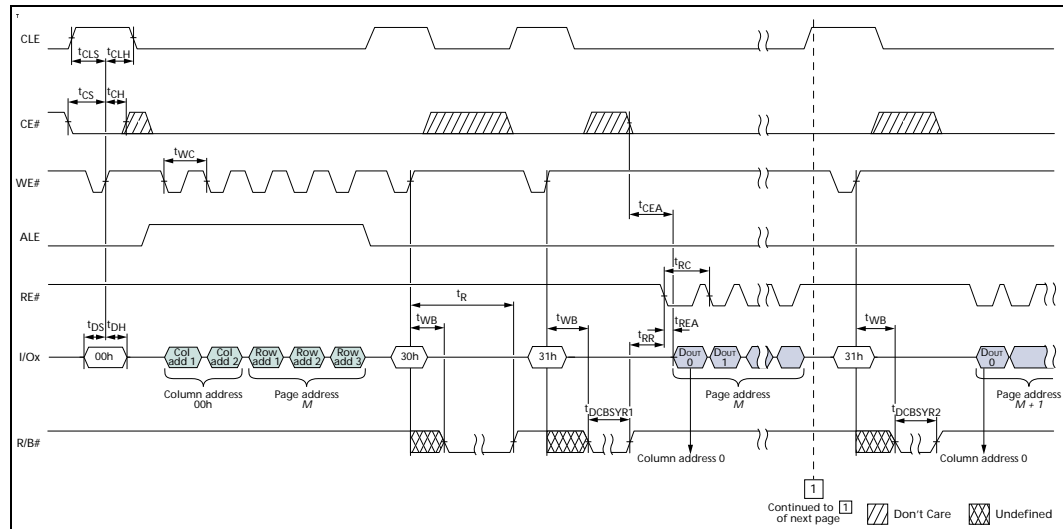 CLE
tCLS tCLH
tCS tCH
CE#
tWC
WE#
tCEA
ALE
tRC
RE#
tR
tWB tWB tREA tWB
tDS tDH
tRR
I/Ox
00h
Col add 1
Col add 2
Row add 1
Row add 2
Row add 3
30h
31h
DOUT 0
DOUT 1
31h
DOUT 0
Column address
00h
Page address
M
Page address
M
Page address
M + 1
tDCBSYR1
tDCBSYR2
R/B#
Column address 0
Column address 0
1
Continued to 1
of next page
Don't Care
Undefined